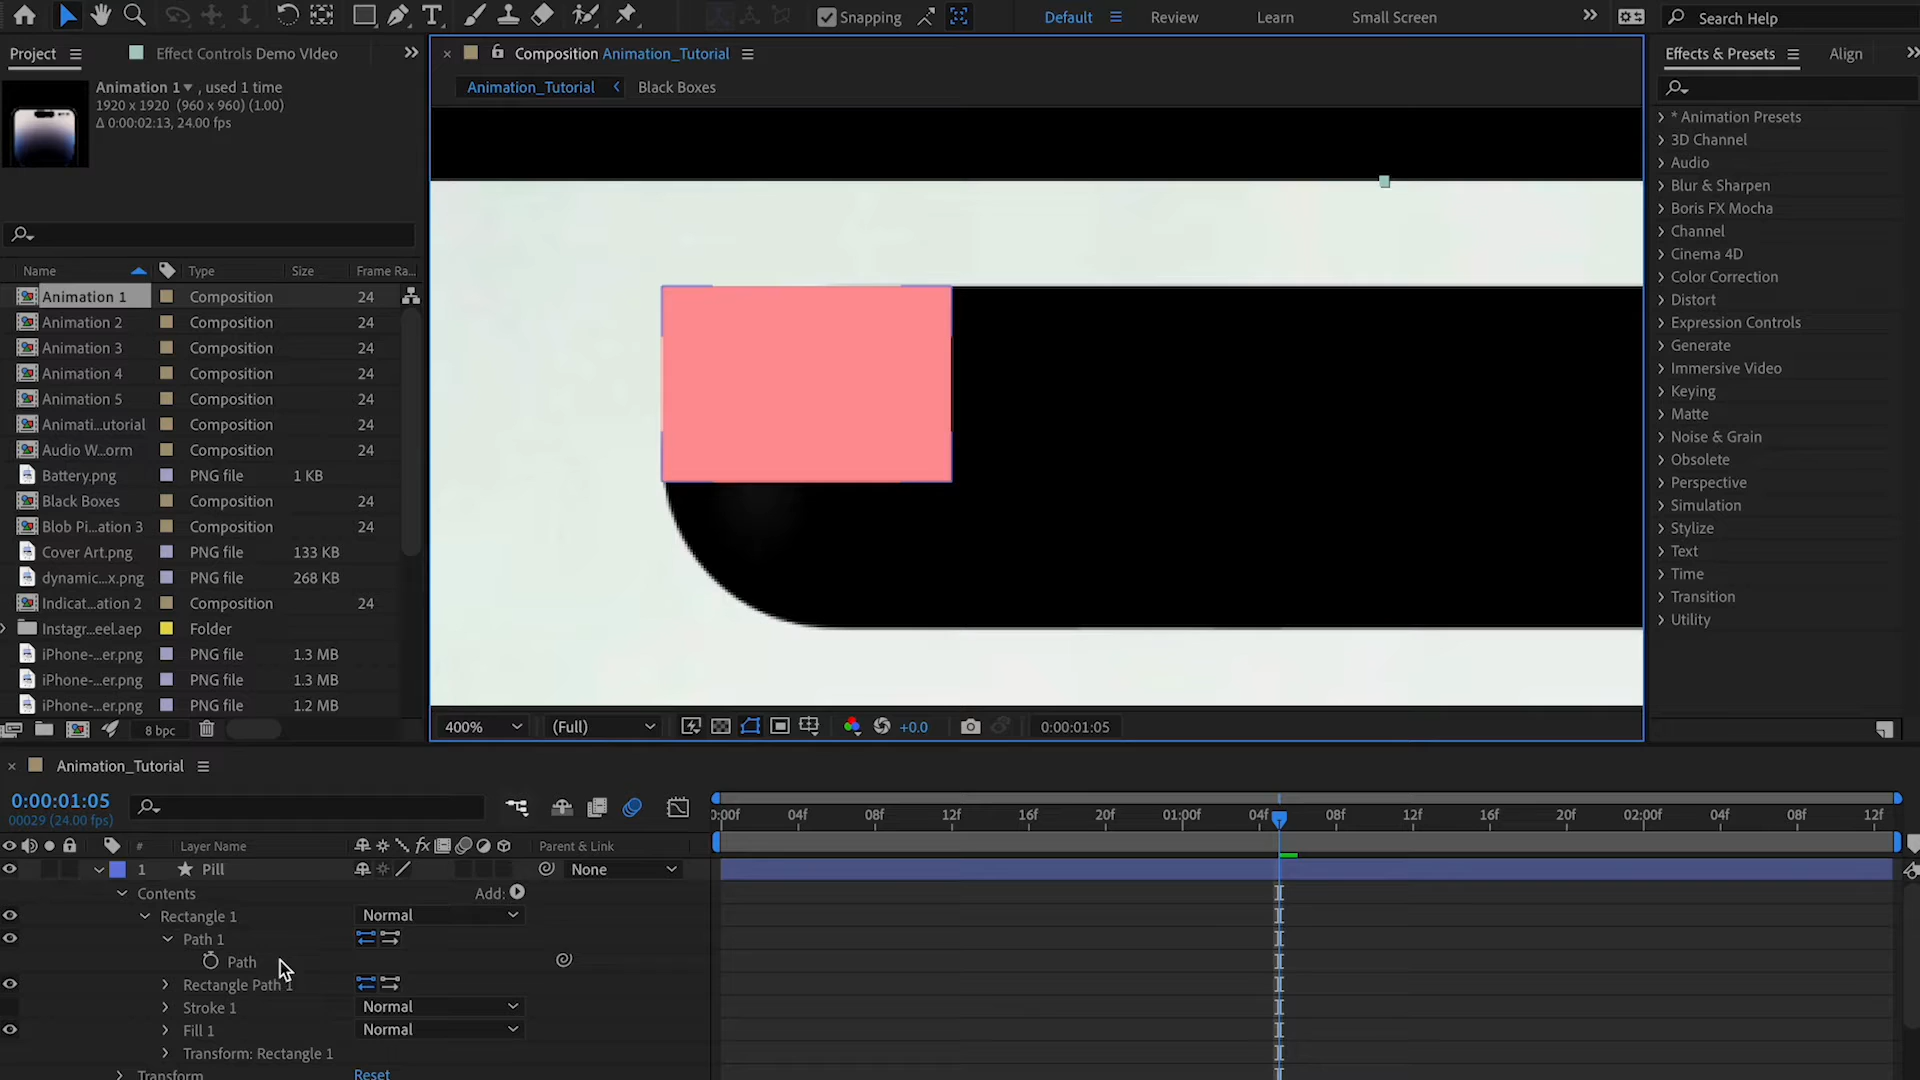 Snapping
Default
Review
Learn
Small Screen
Search Help
Project
Effect Controls Demo VIdeo
Composition Animation_Tutorial
Effects & Presets
Align
Animation_Tutorial
Black Boxes
Animation 1 , used 1 time
1920 x 1920 (960 x 960) (1.00)
Δ 0:00:02:13, 24.00 fps
Name Type Size Frame Ra...
Animation 1 Composition 24
Animation 2 Composition 24
Animation 3 Composition 24
Animation 4 Composition 24
Animation 5 Composition 24
Animati...utorial Composition 24
Audio W...orm Composition 24
Battery.png PNG file 1 KB
Black Boxes Composition 24
Blob Pi...ation 3 Composition 24
Cover Art.png PNG file 133 KB
dynamic...x.png PNG file 268 KB
Indicat...ation 2 Composition 24
Instagr...eel.aep Folder
iPhone-...er.png PNG file 1.3 MB
iPhone-...er.png PNG file 1.3 MB
iPhone-...er.png PNG file 1.2 MB
8 bpc
* Animation Presets
3D Channel
Audio
Blur & Sharpen
Boris FX Mocha
Channel
Cinema 4D
Color Correction
Distort
Expression Controls
Generate
Immersive Video
Keying
Matte
Noise & Grain
Obsolete
Perspective
Simulation
Stylize
Text
Time
Transition
Utility
400% (Full) +0.0 0:00:01:05
Animation_Tutorial
0:00:01:05
00029 (24.00 fps)
0:00f 04f 08f 12f 16f 20f 01:00f 04f 08f 12f 16f 20f 02:00f 04f 08f 12f
# Layer Name fx Parent & Link
1 Pill None
Contents Add:
Rectangle 1 Normal
Path 1
Path
Rectangle Path 1
Stroke 1 Normal
Fill 1 Normal
Transform: Rectangle 1
Transform Reset